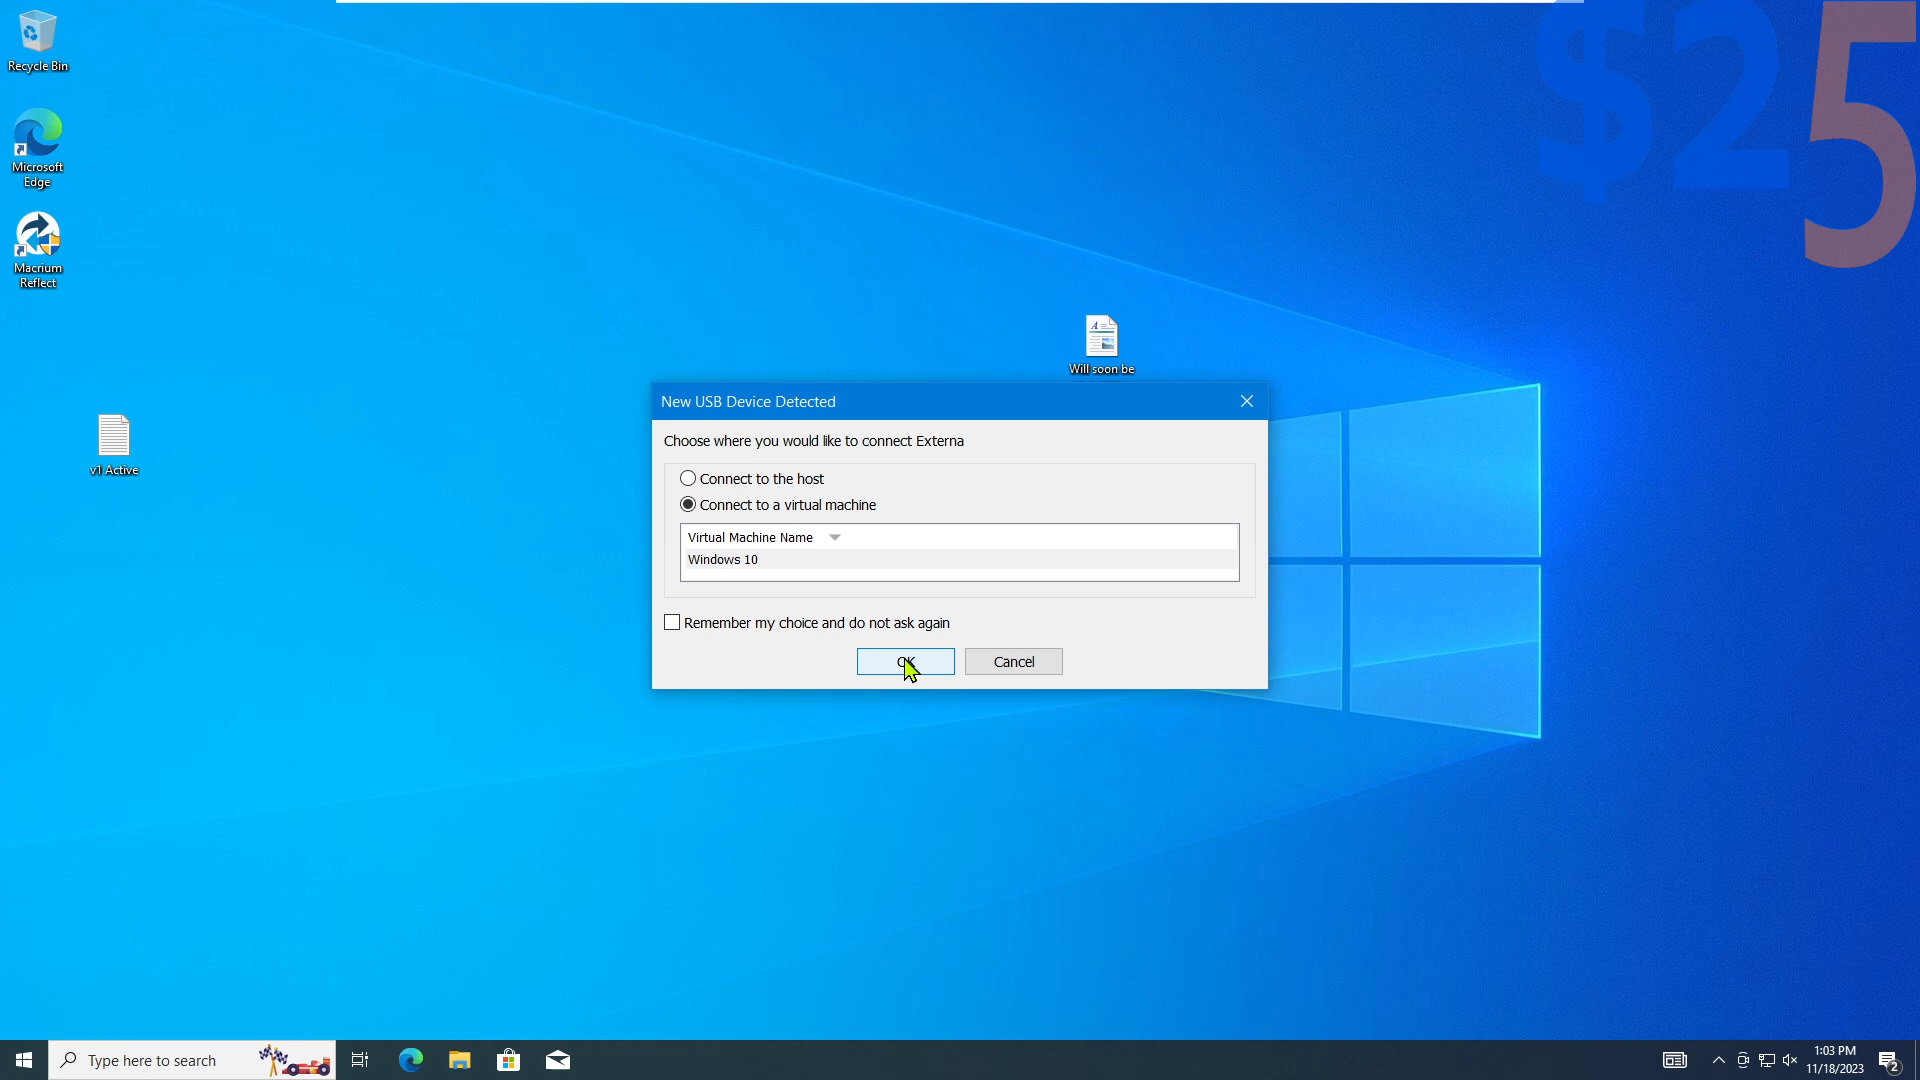 $25
Recycle Bin
Microsoft
Edge
Macrium
Reflect
Will soon be
v1 Active
New USB Device Detected
Choose where you would like to connect Externa
Connect to the host
Connect to a virtual machine
Virtual Machine Name
Windows 10
Remember my choice and do not ask again
OK
Cancel
Type here to search
1:03 PM
11/18/2023
2